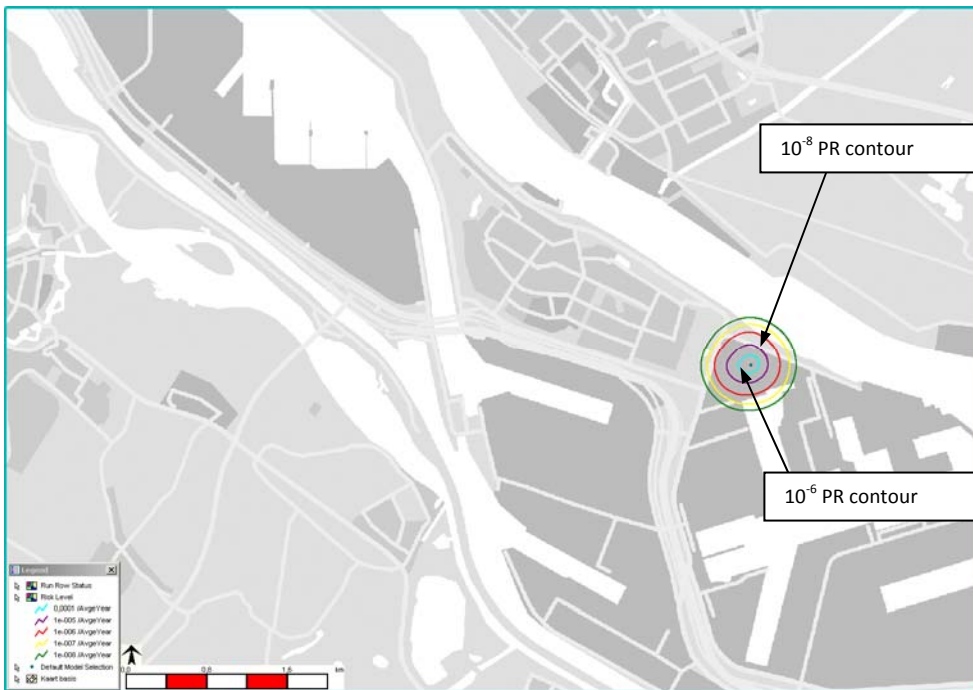 10-8 PR contour
10-6 PR contour
Legend
Run Row Status
Risk Level
0,0001 /AvgeYear
1e-005 /AvgeYear
1e-006 /AvgeYear
1e-007 /AvgeYear
1e-008 /AvgeYear
Default Model Selection
Kaart basis
0,0 0,8 1,6 km